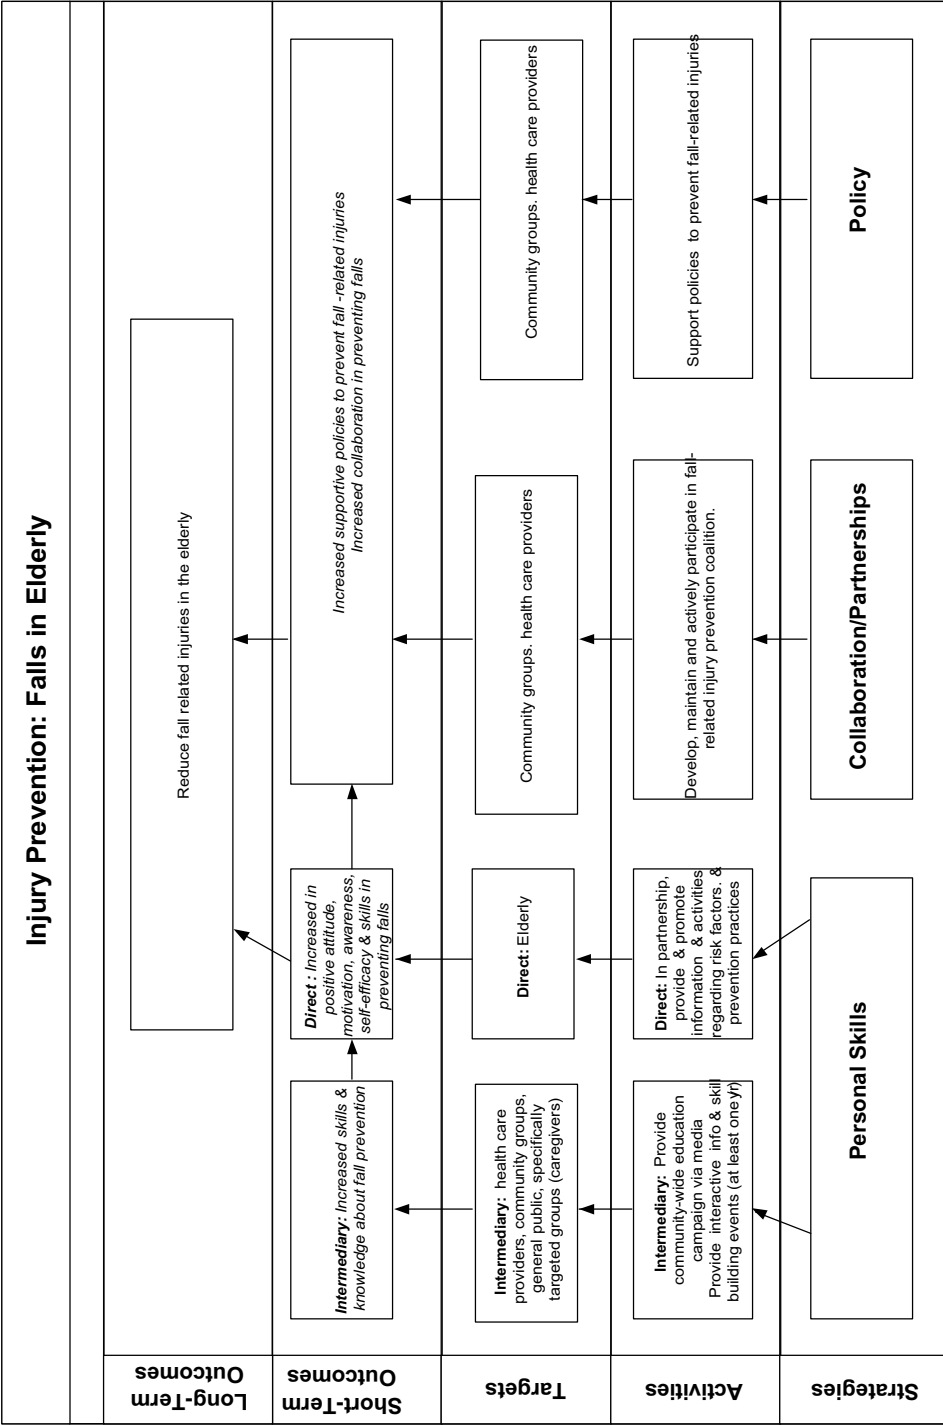 Injury Prevention: Falls in Elderly
Long-Term
Outcomes
Reduce fall related injuries in the elderly
Short-Term
Outcomes
Intermediary: Increased skills &
knowledge about fall prevention
Direct : Increased in
positive attitude,
motivation, awareness,
self-efficacy & skills in
preventing falls
Increased supportive policies to prevent fall -related injuries
Increased collaboration in preventing falls
Targets
Intermediary: health care
providers, community groups,
general public, specifically
targeted groups (caregivers)
Direct: Elderly
Community groups. health care providers
Community groups. health care providers
Activities
Intermediary: Provide
community-wide education
campaign via media
Provide interactive info & skill
building events (at least one yr)
Direct: In partnership,
provide & promote
information & activities
regarding risk factors. &
prevention practices
Develop, maintain and actively participate in fall-
related injury prevention coalition.
Support policies to prevent fall-related injuries
Strategies
Personal Skills
Collaboration/Partnerships
Policy